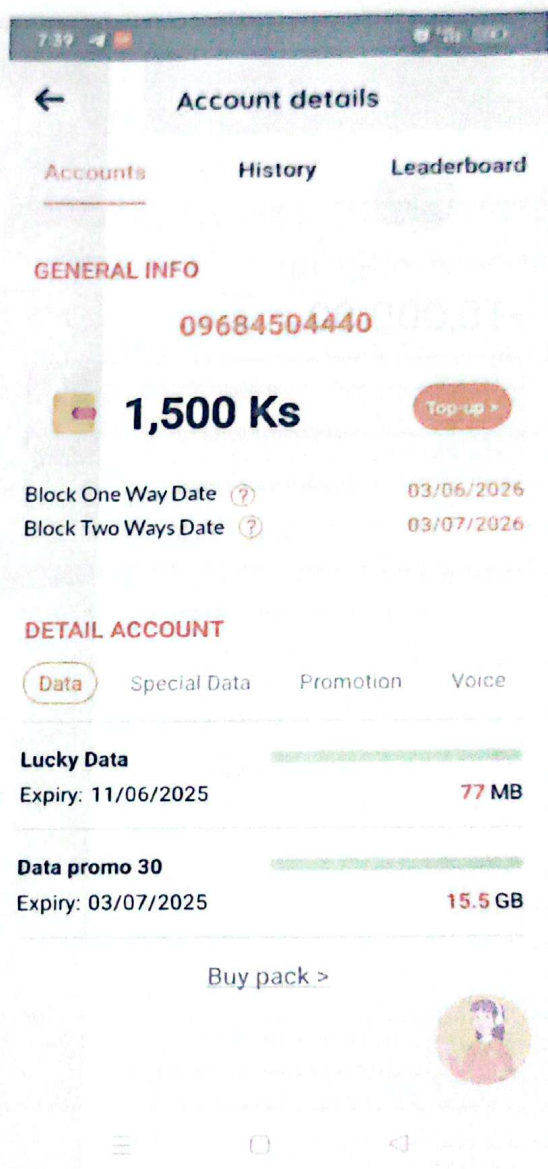 7:39
Account details
Accounts History Leaderboard
GENERAL INFO
09684504440
1,500 Ks Top-up >
Block One Way Date ? 03/06/2026
Block Two Ways Date ? 03/07/2026
DETAIL ACCOUNT
Data Special Data Promotion Voice
Lucky Data
Expiry: 11/06/2025 77 MB
Data promo 30
Expiry: 03/07/2025 15.5 GB
Buy pack >